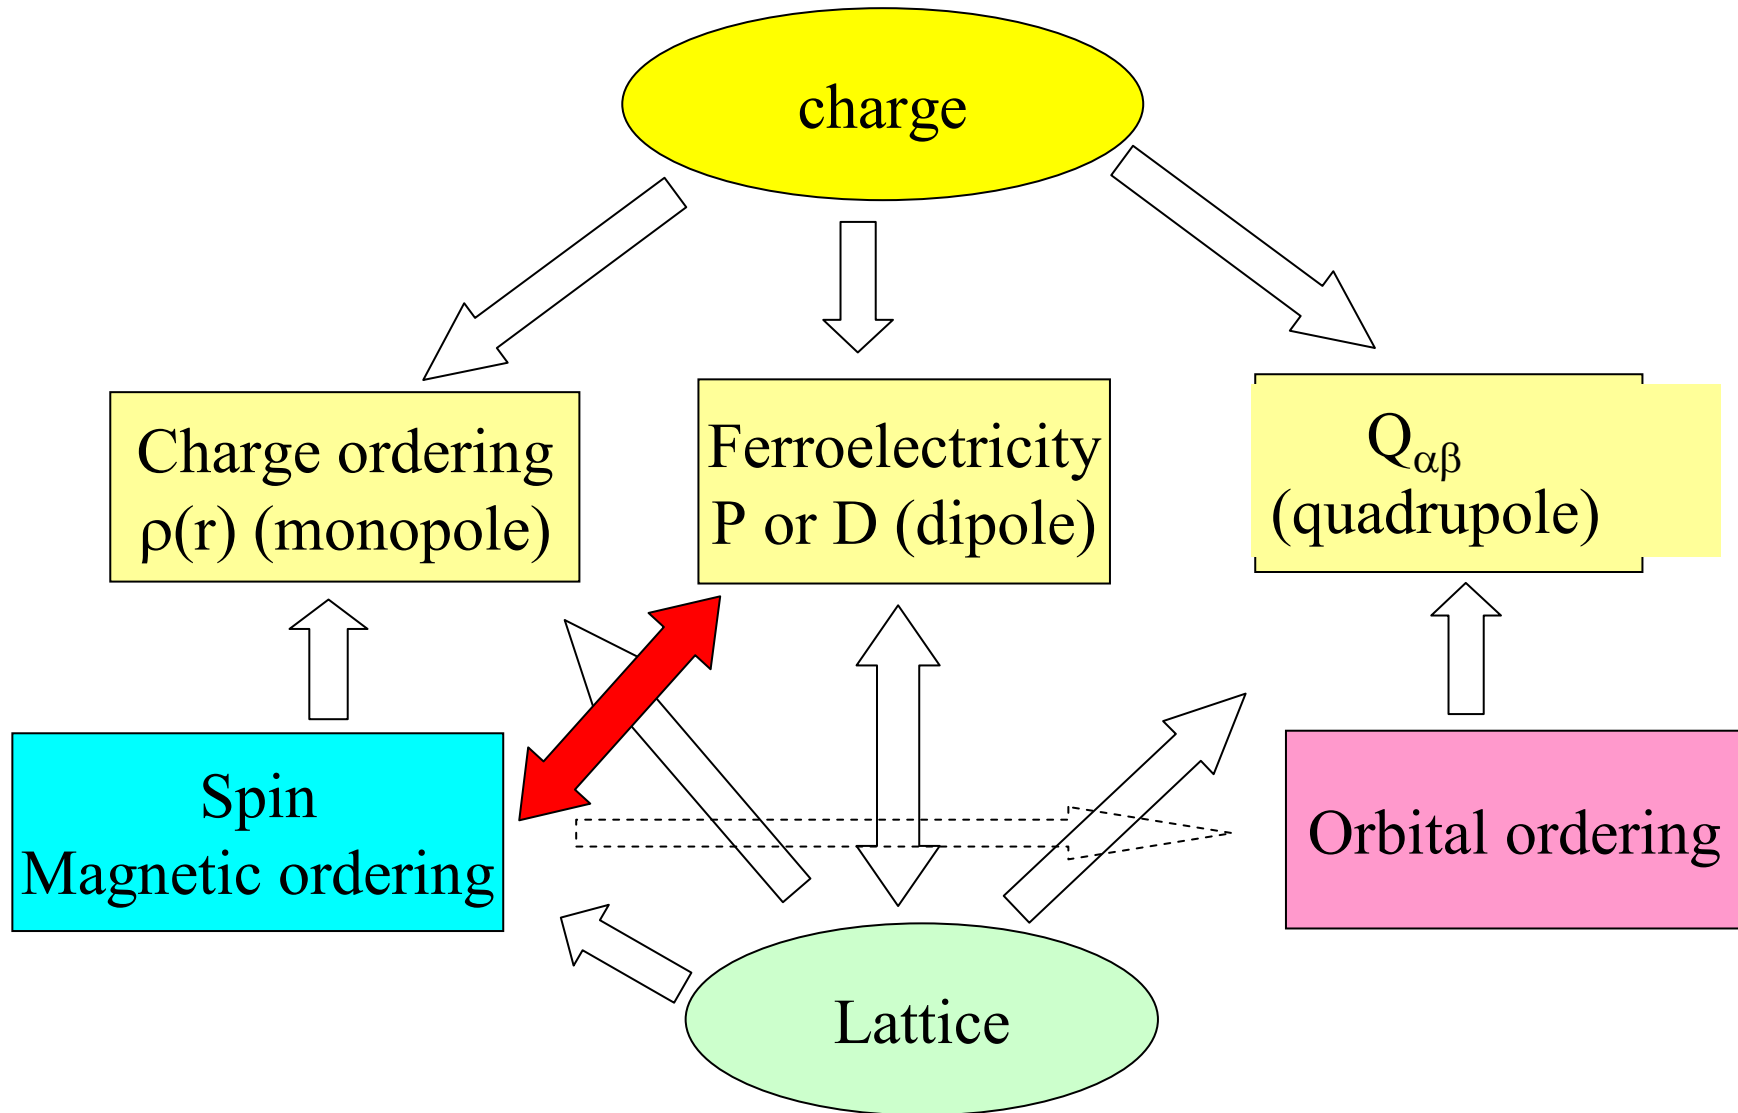 charge
Charge ordering
ρ(r) (monopole)
Ferroelectricity
P or D (dipole)
Qαβ
(quadrupole)
Spin
Magnetic ordering
Orbital ordering
Lattice